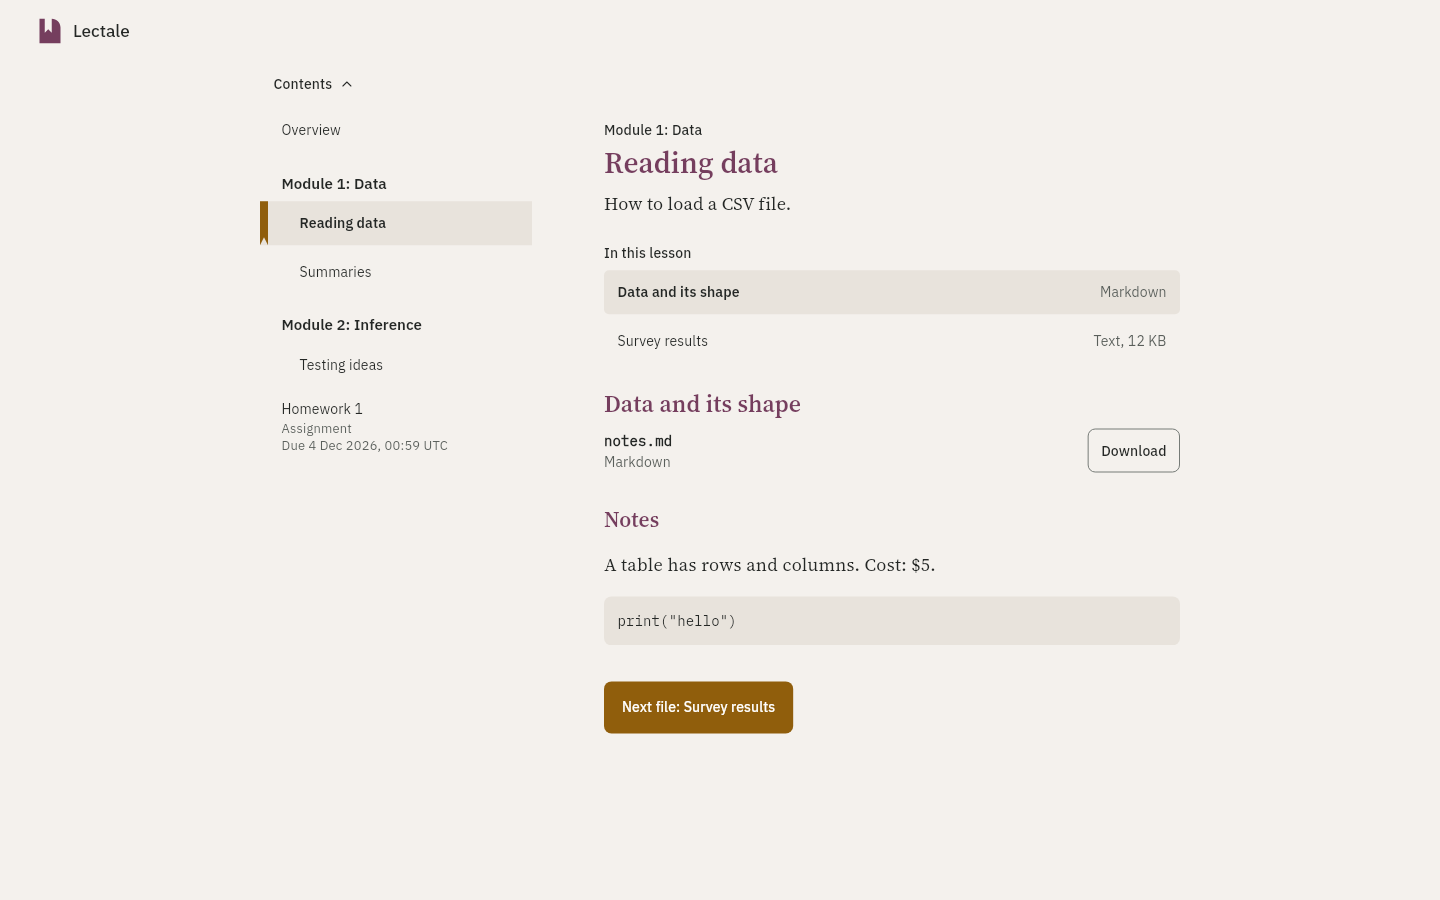 Lectale
Contents
Overview
Module 1: Data
Reading data
Summaries
Module 2: Inference
Testing ideas
Homework 1
Assignment
Due 4 Dec 2026, 00:59 UTC
Module 1: Data
Reading data
How to load a CSV file.
In this lesson
Data and its shape Markdown
Survey results Text, 12 KB
Data and its shape
notes.md
Markdown
Download
Notes
A table has rows and columns. Cost: $5.
print("hello")
Next file: Survey results